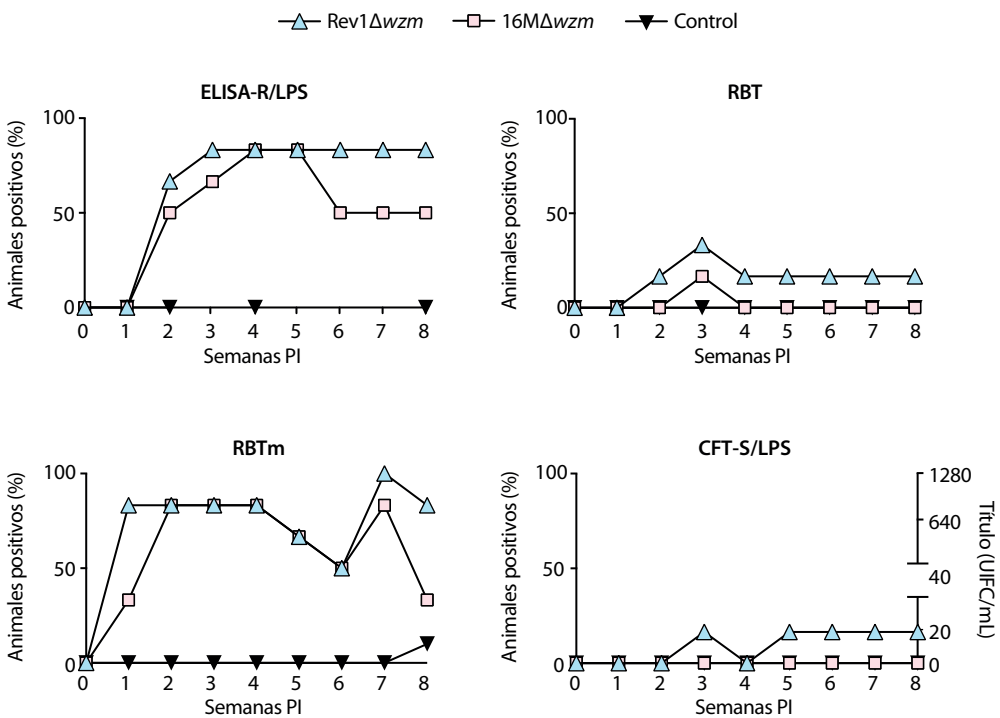 Rev1Δwzm 16MΔwzm Control
ELISA-R/LPS
Animales positivos (%)
100
50
0
0 1 2 3 4 5 6 7 8
Semanas PI
RBT
Animales positivos (%)
100
50
0
0 1 2 3 4 5 6 7 8
Semanas PI
RBTm
Animales positivos (%)
100
50
0
0 1 2 3 4 5 6 7 8
Semanas PI
CFT-S/LPS
Animales positivos (%)
100
50
0
0 1 2 3 4 5 6 7 8
Semanas PI
1280
640
40
20
0
Título (UIFC/mL)